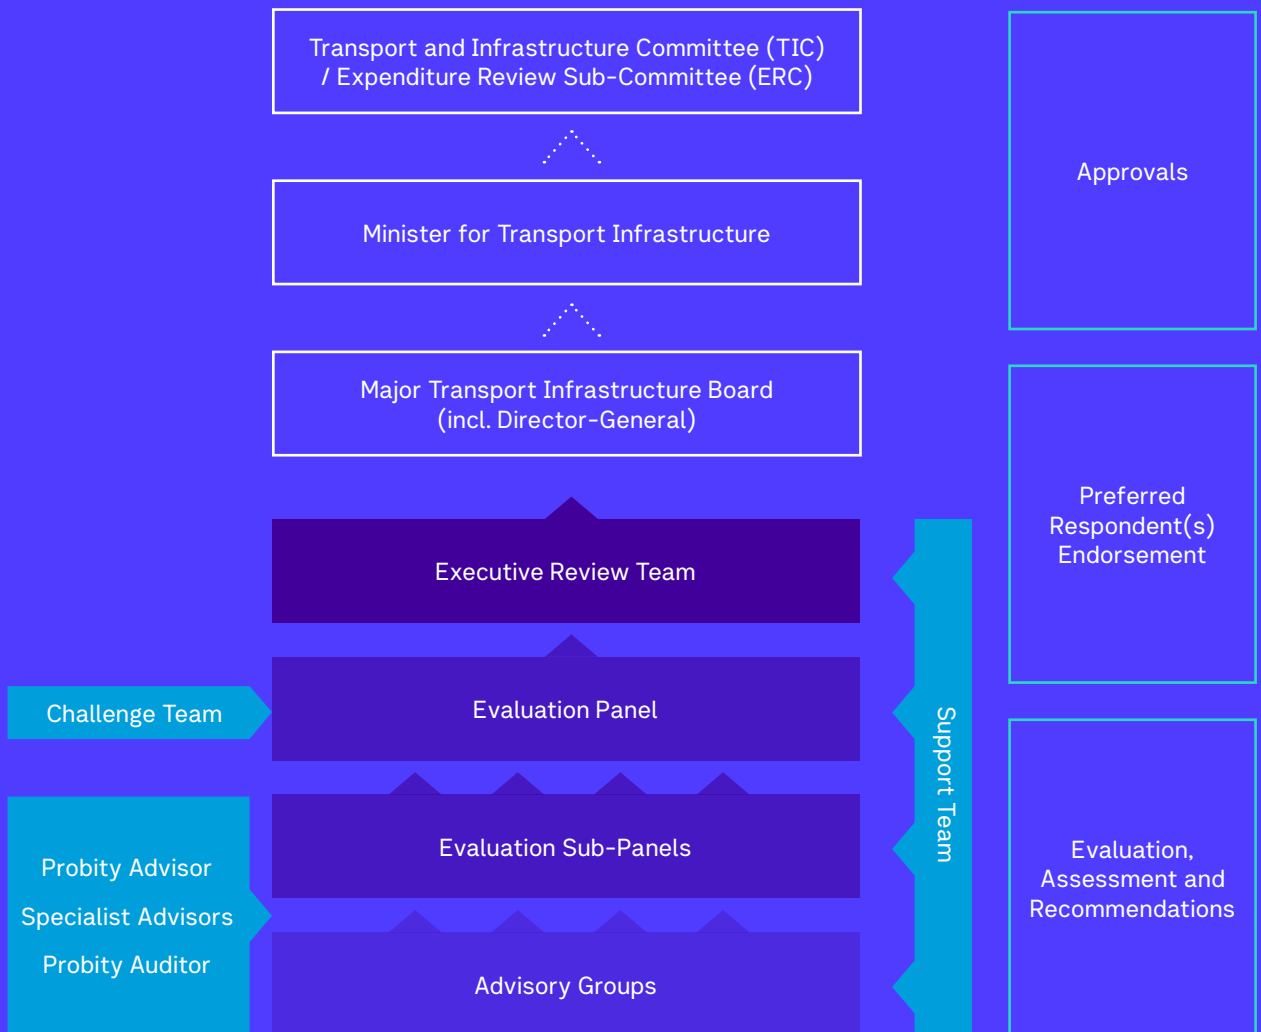 Transport and Infrastructure Committee (TIC)
/ Expenditure Review Sub-Committee (ERC)
Minister for Transport Infrastructure
Major Transport Infrastructure Board
(incl. Director-General)
Executive Review Team
Challenge Team
Evaluation Panel
Evaluation Sub-Panels
Probity Advisor
Specialist Advisors
Probity Auditor
Advisory Groups
Support Team
Approvals
Preferred
Respondent(s)
Endorsement
Evaluation,
Assessment and
Recommendations